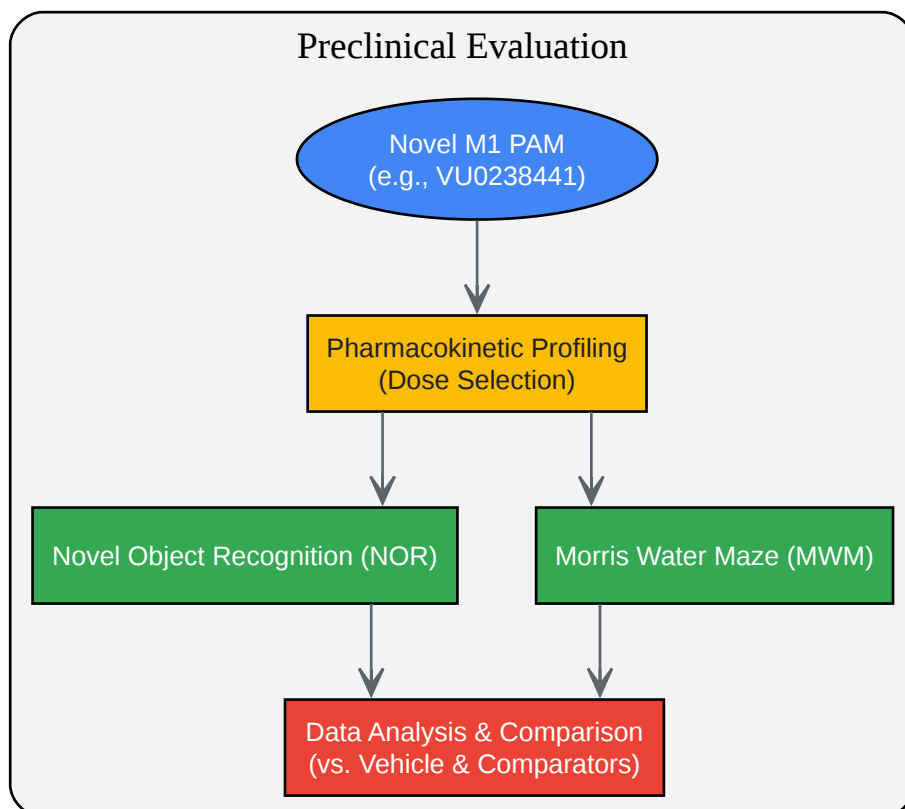 Preclinical Evaluation
Novel M1 PAM
(e.g., VU0238441)
Pharmacokinetic Profiling
(Dose Selection)
Novel Object Recognition (NOR)
Morris Water Maze (MWM)
Data Analysis & Comparison
(vs. Vehicle & Comparators)